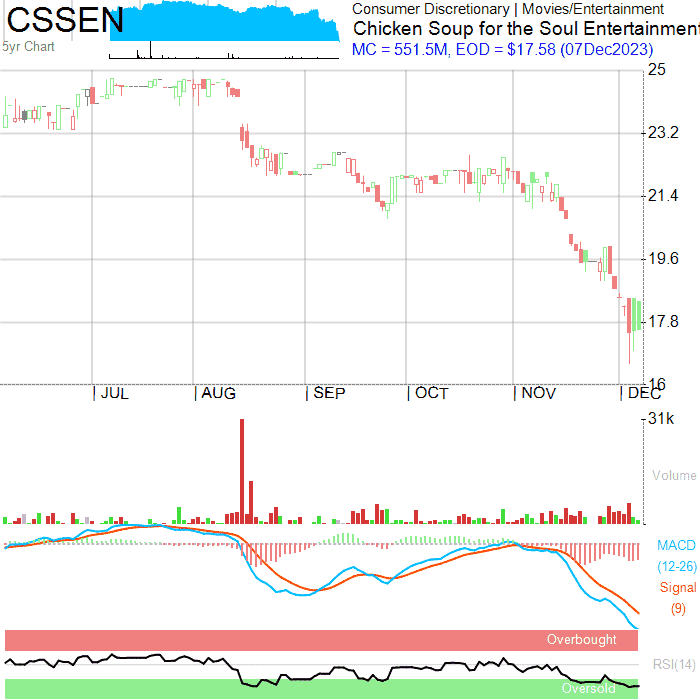 CSSEN
5yr Chart
Consumer Discretionary | Movies/Entertainment
Chicken Soup for the Soul Entertainment
MC = 551.5M, EOD = $17.58 (07Dec2023)
25
23.2
21.4
19.6
17.8
16
| JUL
| AUG
| SEP
| OCT
| NOV
| DEC
31k
Volume
MACD
(12-26)
Signal
(9)
Overbought
RSI(14)
Oversold